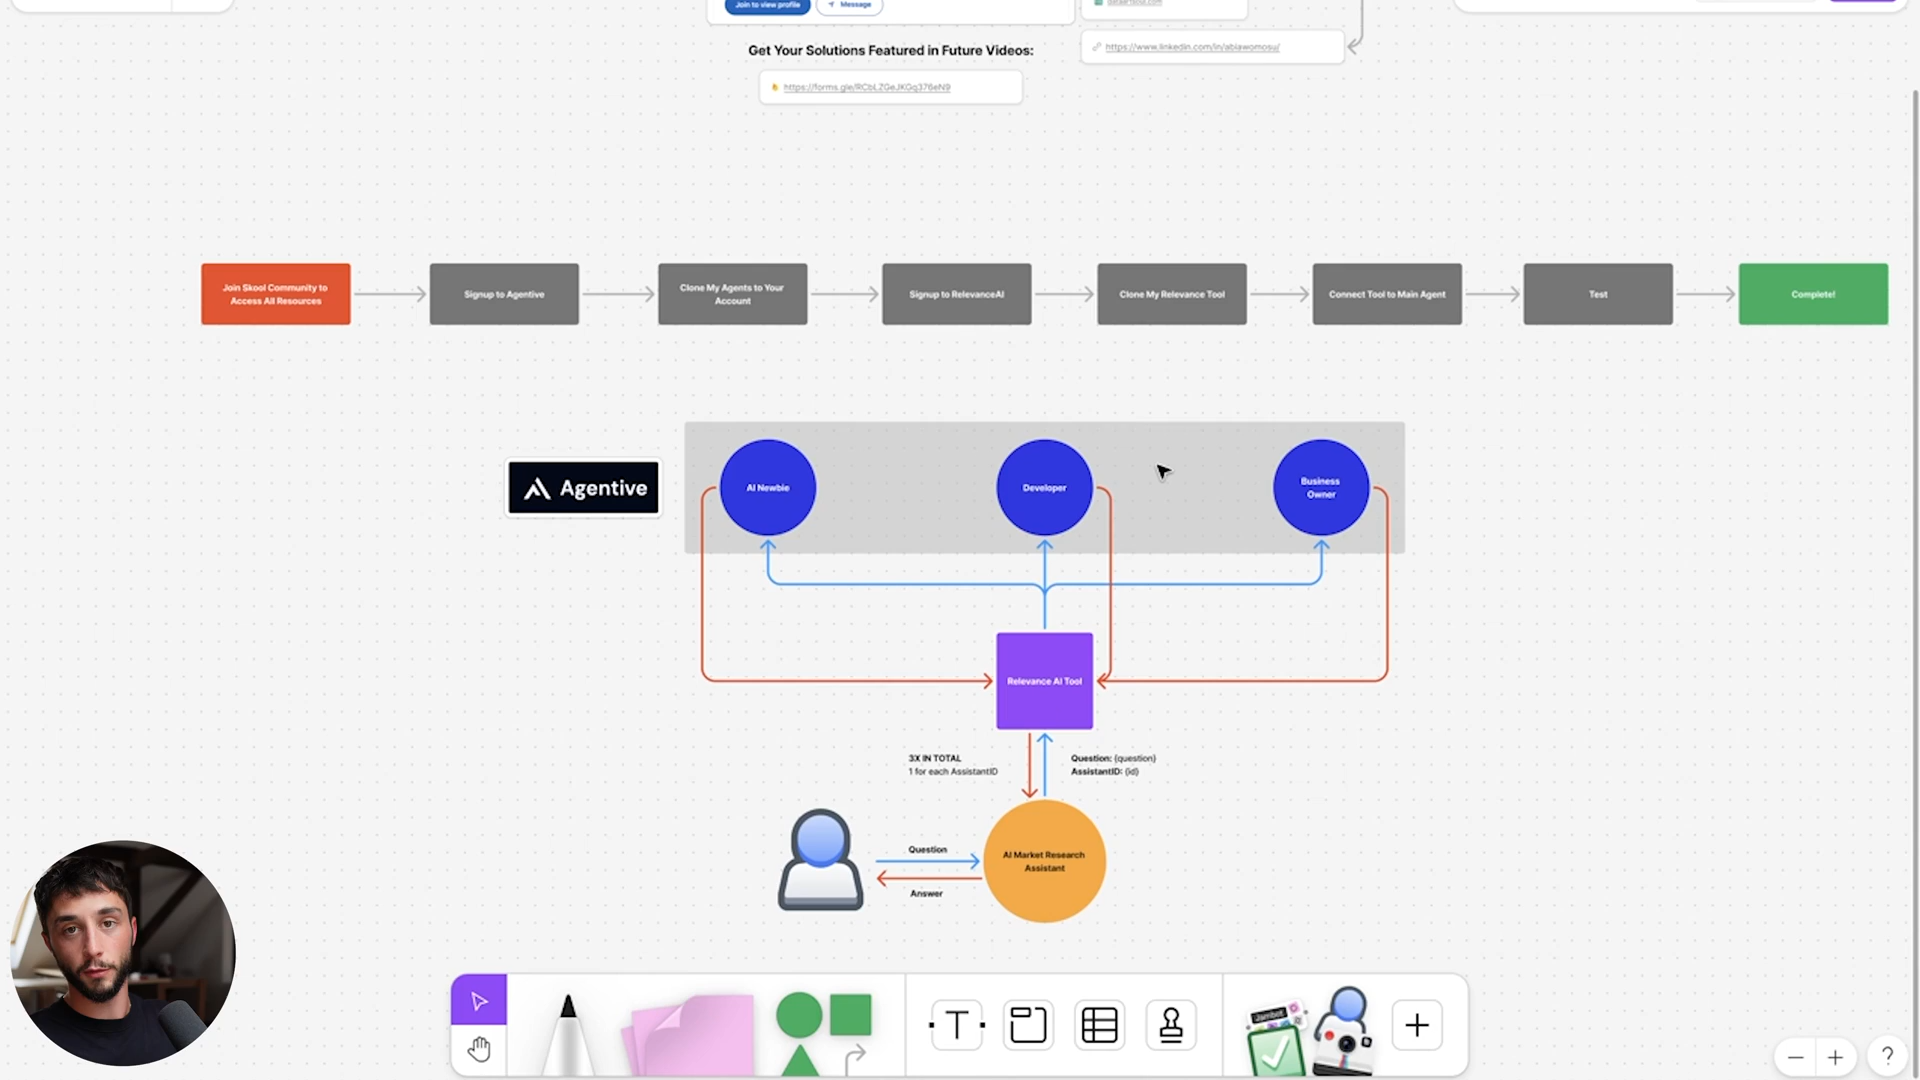 Join to view profile
Message
Get Your Solutions Featured in Future Videos:
https://www.linkedin.com/in/abiawomosu/
https://forms.gle/RCbLZGeJKGq376eN9
Join Skool Community to
Access All Resources
Signup to Agentive
Clone My Agents to Your
Account
Signup to RelevanceAI
Clone My Relevance Tool
Connect Tool to Main Agent
Test
Complete!
Agentive
AI Newbie
Developer
Business
Owner
Relevance AI Tool
3X IN TOTAL
1 for each AssistantID
Question: {question}
AssistantID: {id}
Question
Answer
AI Market Research
Assistant
T
Jambot
?